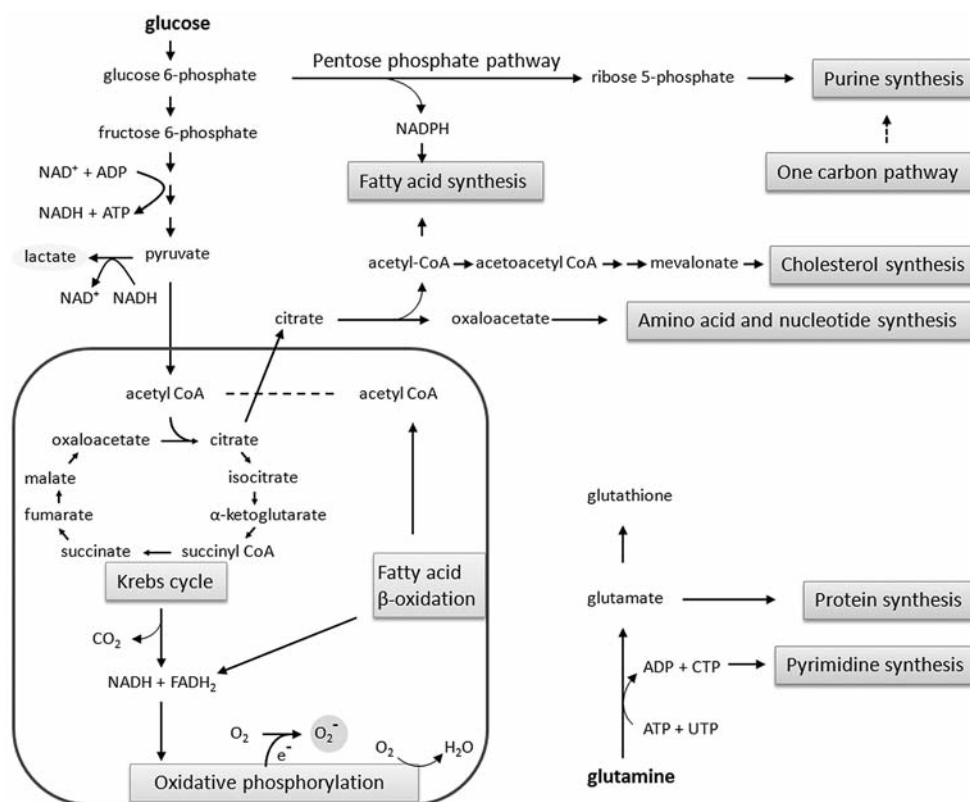 glucose
glucose 6-phosphate
Pentose phosphate pathway
ribose 5-phosphate
Purine synthesis
fructose 6-phosphate
NADPH
NAD⁺ + ADP
Fatty acid synthesis
One carbon pathway
NADH + ATP
lactate
pyruvate
acetyl-CoA
acetoacetyl CoA
mevalonate
Cholesterol synthesis
NAD⁺
NADH
citrate
oxaloacetate
Amino acid and nucleotide synthesis
acetyl CoA
acetyl CoA
oxaloacetate
citrate
malate
isocitrate
fumarate
α-ketoglutarate
succinate
succinyl CoA
Krebs cycle
Fatty acid
β-oxidation
CO₂
NADH + FADH₂
O₂
O₂⁻
e⁻
O₂
H₂O
Oxidative phosphorylation
glutathione
glutamate
Protein synthesis
ADP + CTP
Pyrimidine synthesis
ATP + UTP
glutamine